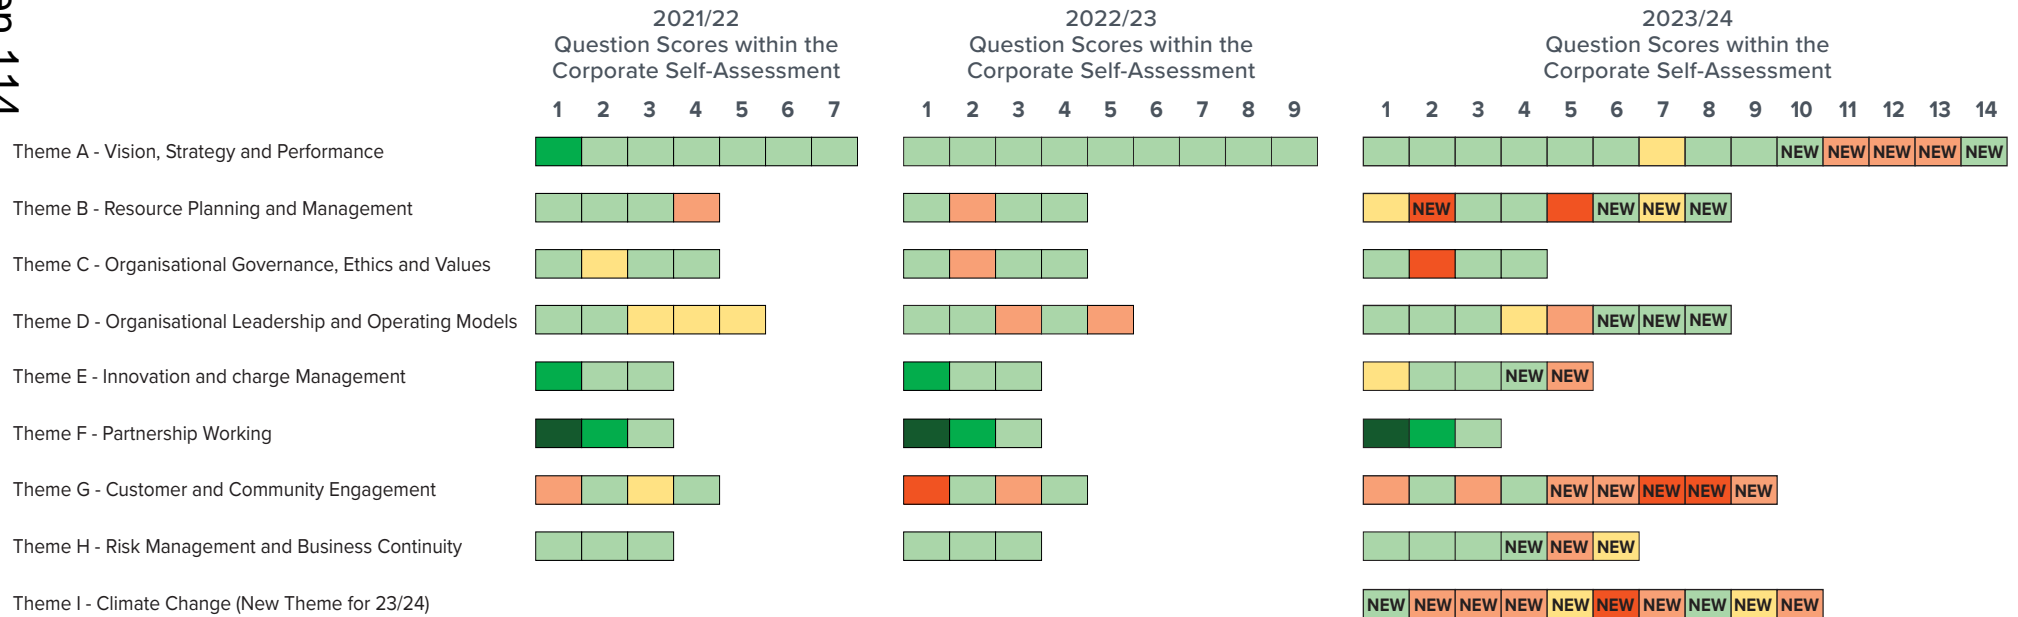 2021/22
Question Scores within the
Corporate Self-Assessment
2022/23
Question Scores within the
Corporate Self-Assessment
2023/24
Question Scores within the
Corporate Self-Assessment
1 2 3 4 5 6 7
1 2 3 4 5 6 7 8 9
1 2 3 4 5 6 7 8 9 10 11 12 13 14
Theme A - Vision, Strategy and Performance
NEW NEW NEW NEW NEW
Theme B - Resource Planning and Management
NEW NEW NEW NEW
Theme C - Organisational Governance, Ethics and Values
Theme D - Organisational Leadership and Operating Models
NEW NEW NEW
Theme E - Innovation and charge Management
NEW NEW
Theme F - Partnership Working
Theme G - Customer and Community Engagement
NEW NEW NEW NEW NEW
Theme H - Risk Management and Business Continuity
NEW NEW NEW
Theme I - Climate Change (New Theme for 23/24)
NEW NEW NEW NEW NEW NEW NEW NEW NEW NEW